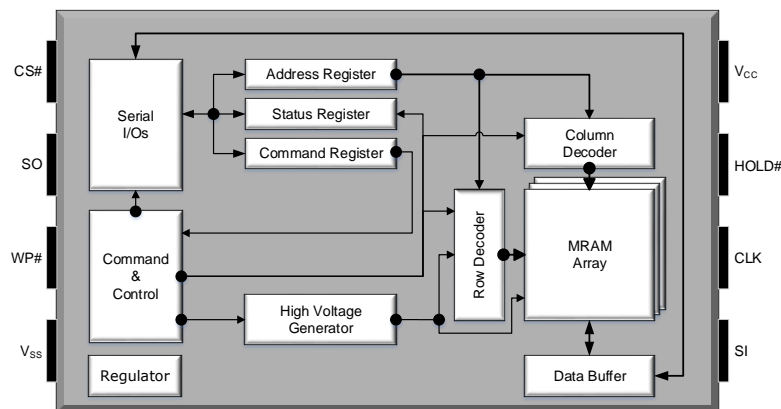 CS#
SO
WP#
VSS
Serial
I/Os
Address Register
Status Register
Command Register
Command
&
Control
High Voltage
Generator
Regulator
Row Decoder
Column
Decoder
MRAM
Array
Data Buffer
VCC
HOLD#
CLK
SI